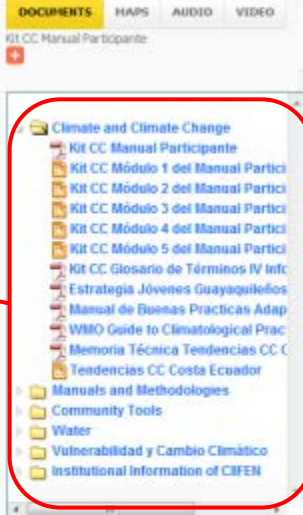 DOCUMENTS MAPS AUDIO VIDEO
Kit CC Manual Participante
Climate and Climate Change
Kit CC Manual Participante
Kit CC Módulo 1 del Manual Partici
Kit CC Módulo 2 del Manual Partici
Kit CC Módulo 3 del Manual Partici
Kit CC Módulo 4 del Manual Partici
Kit CC Módulo 5 del Manual Partici
Kit CC Glosario de Términos IV Info
Estrategia Jóvenes Guayaquileños
Manual de Buenas Practicas Adap
WMO Guide to Climatological Prac
Memoria Técnica Tendencias CC C
Tendencias CC Costa Ecuador
Manuals and Methodologies
Community Tools
Water
Vulnerabilidad y Cambio Climático
Institutional Information of CIIFEN